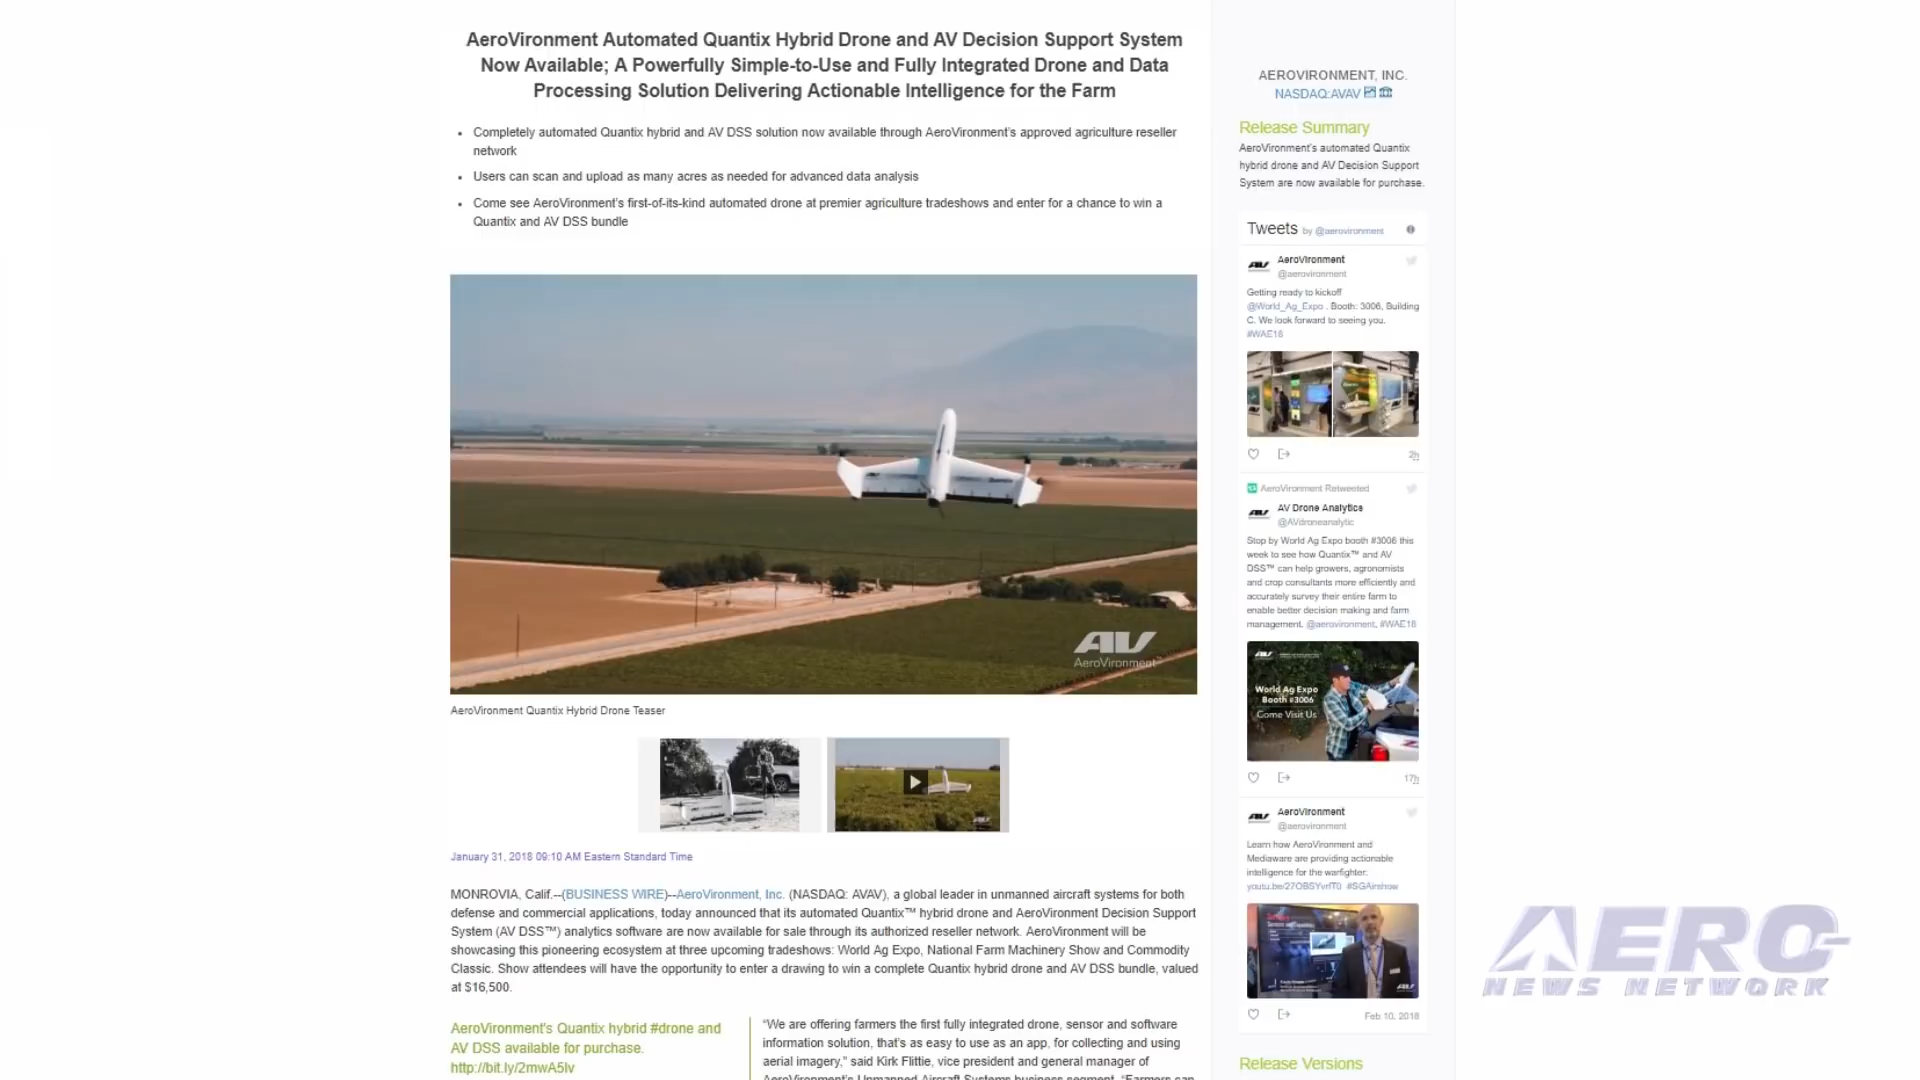 AeroVironment Automated Quantix Hybrid Drone and AV Decision Support System
Now Available; A Powerfully Simple-to-Use and Fully Integrated Drone and Data
Processing Solution Delivering Actionable Intelligence for the Farm
• Completely automated Quantix hybrid and AV DSS solution now available through AeroVironment's approved agriculture reseller
network
• Users can scan and upload as many acres as needed for advanced data analysis
• Come see AeroVironment's first-of-its-kind automated drone at premier agriculture tradeshows and enter for a chance to win a
Quantix and AV DSS bundle
AV
AeroVironment
AeroVironment Quantix Hybrid Drone Teaser
January 31, 2018 09:10 AM Eastern Standard Time
MONROVIA, Calif.--(BUSINESS WIRE)--AeroVironment, Inc. (NASDAQ: AVAV), a global leader in unmanned aircraft systems for both
defense and commercial applications, today announced that its automated Quantix™ hybrid drone and AeroVironment Decision Support
System (AV DSS™) analytics software are now available for sale through its authorized reseller network. AeroVironment will be
showcasing this pioneering ecosystem at three upcoming tradeshows: World Ag Expo, National Farm Machinery Show and Commodity
Classic. Show attendees will have the opportunity to enter a drawing to win a complete Quantix hybrid drone and AV DSS bundle, valued
at $16,500.
AeroVironment's Quantix hybrid #drone and
AV DSS available for purchase.
http://bit.ly/2mwA5lv
“We are offering farmers the first fully integrated drone, sensor and software
information solution, that's as easy to use as an app, for collecting and using
aerial imagery,” said Kirk Flittie, vice president and general manager of
AeroVironment's Unmanned Aircraft Systems business segment. “Farmers can
AEROVIRONMENT, INC.
NASDAQ:AVAV
Release Summary
AeroVironment's automated Quantix
hybrid drone and AV Decision Support
System are now available for purchase.
Tweets by @aerovironment
AeroVironment
@aerovironment
Getting ready to kickoff
@World_Ag_Expo . Booth: 3006, Building
C. We look forward to seeing you.
#WAE18
2h
AeroVironment Retweeted
AV Drone Analytics
@AVdroneanalytic
Stop by World Ag Expo booth #3006 this
week to see how Quantix™ and AV
DSS™ can help growers, agronomists
and crop consultants more efficiently and
accurately survey their entire farm to
enable better decision making and farm
management. @aerovironment, #WAE18
World Ag Expo
Booth #3006
Come Visit Us
17h
AeroVironment
@aerovironment
Learn how AeroVironment and
Mediaware are providing actionable
intelligence for the warfighter:
youtu.be/27OBSYvrfT0 #SGAirshow
Feb 10, 2018
Release Versions
AERO
NEWS NETWORK